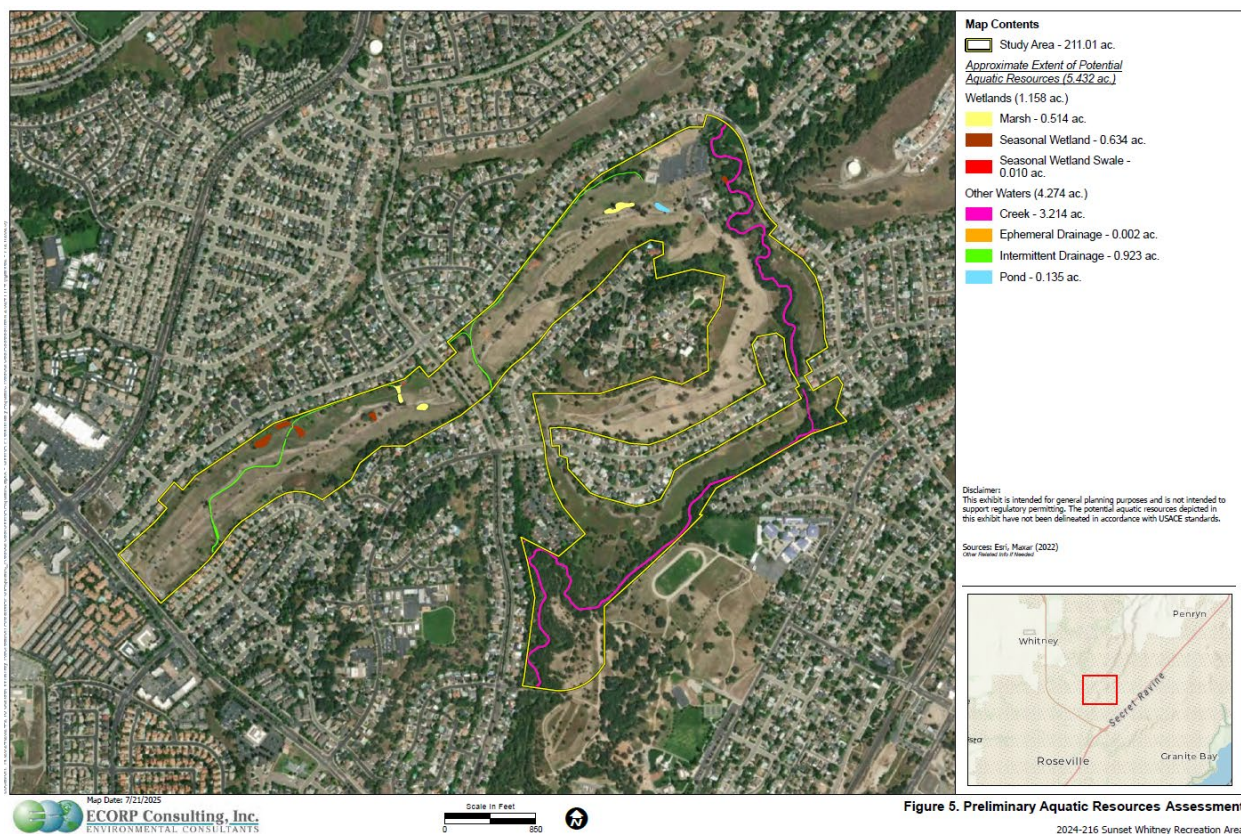 Map Contents
Study Area - 211.01 ac.
Approximate Extent of Potential
Aquatic Resources (5.432 ac.)
Wetlands (1.158 ac.)
Marsh - 0.514 ac.
Seasonal Wetland - 0.634 ac.
Seasonal Wetland Swale -
0.010 ac.
Other Waters (4.274 ac.)
Creek - 3.214 ac.
Ephemeral Drainage - 0.002 ac.
Intermittent Drainage - 0.923 ac.
Pond - 0.135 ac.
Disclaimer:
This exhibit is intended for general planning purposes and is not intended to
support regulatory permitting. The potential aquatic resources depicted in
this exhibit have not been delineated in accordance with USACE standards.
Sources: Esri, Maxar (2022)
Other Related Info If Needed
Penryn
Whitney
Secret Ravine
Roseville
Granite Bay
Map Date: 7/21/2025
ECORP Consulting, Inc.
ENVIRONMENTAL CONSULTANTS
Scale in Feet
0 850
N
Figure 5. Preliminary Aquatic Resources Assessment
2024-216 Sunset Whitney Recreation Area